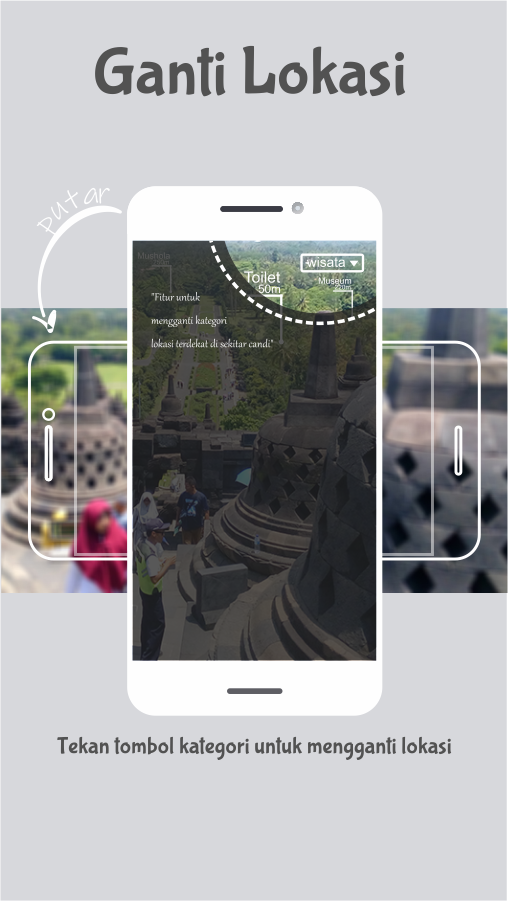 Ganti Lokasi
putar
Mushola
wisata
Toilet
50m
Museum
"Fitur untuk
mengganti kategori
lokasi terdekat di sekitar candi"
Tekan tombol kategori untuk mengganti lokasi